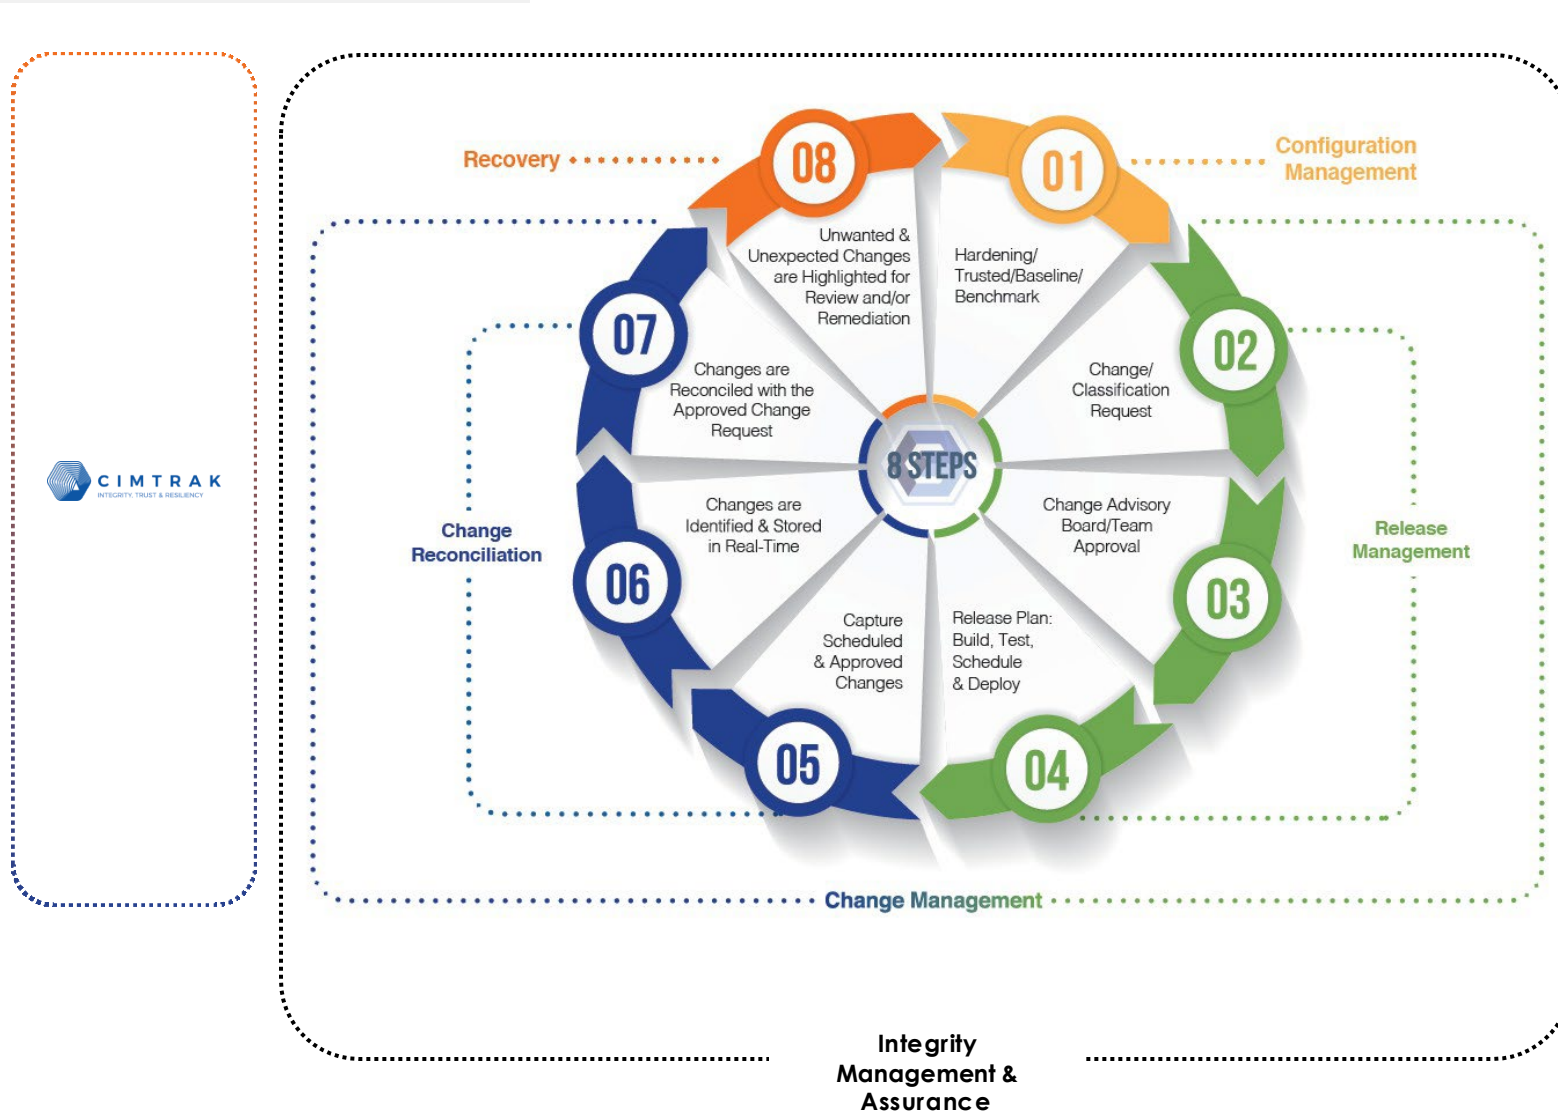 CIMTRAK
INTEGRITY, TRUST & RESILIENCY
Recovery
08
Unwanted &
Unexpected Changes
are Highlighted for
Review and/or
Remediation
01
Configuration
Management
Hardening/
Trusted/Baseline/
Benchmark
02
Change/
Classification
Request
03
Change Advisory
Board/Team
Approval
Release
Management
04
Release Plan:
Build, Test,
Schedule
& Deploy
05
Capture
Scheduled
& Approved
Changes
06
Changes are
Identified & Stored
in Real-Time
Change
Reconciliation
07
Changes are
Reconciled with the
Approved Change
Request
8 STEPS
Change Management
Integrity
Management &
Assurance